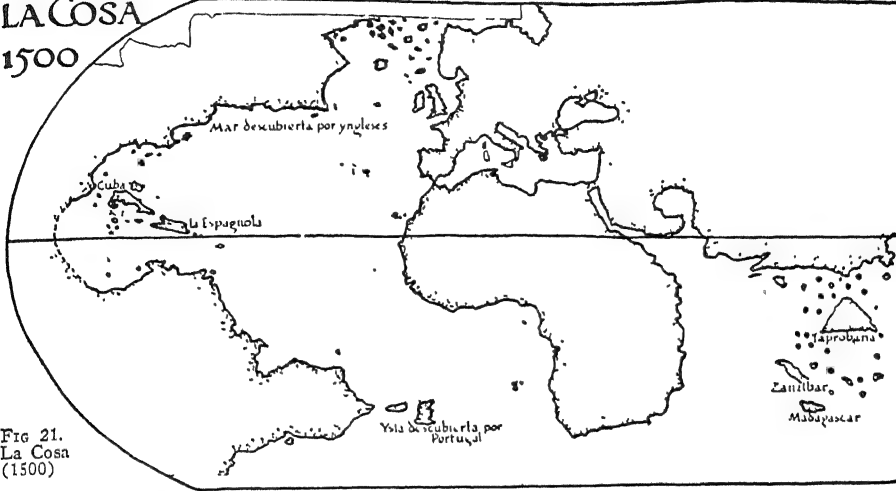 LA COSA
1500
Mar descubierta por yngleses
Cuba
la Espagnola
Taprobana
Zanzibar
Madagascar
Ysla descubierta por
Portugal
FIG 21.
La Cosa
(1500)